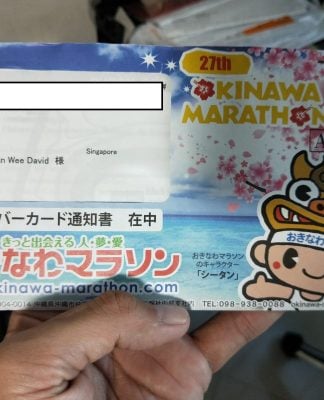 27th
OKINAWA
MARATHON
Singapore
Wee David 様
バーカード通知書 在中
きっと出会える 人・夢・愛
きなわマラソン
kinawa-marathon.com
おきなわ
おきなわマラソン
のキャラクター
「シータン」
TEL:098-938-0088